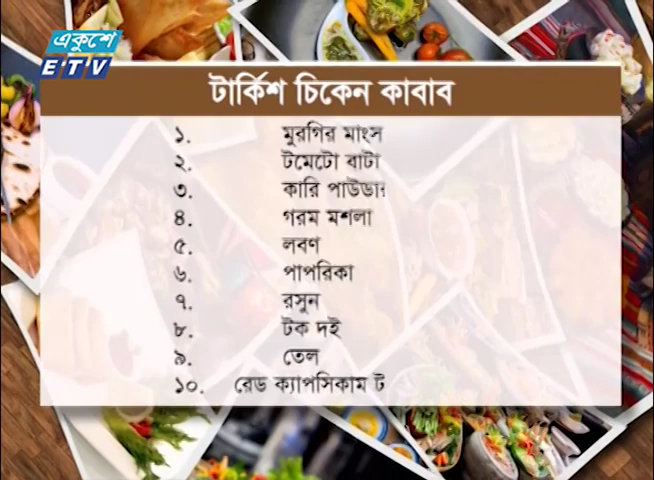 একুশে
ETV
টার্কিশ চিকেন কাবাব
১. মুরগির মাংস
২. টমেটো বাটা
৩. কারি পাউডার
৪. গরম মশলা
৫. লবণ
৬. পাপরিকা
৭. রসুন
৮. টক দই
৯. তেল
১০. রেড ক্যাপসিকাম ট